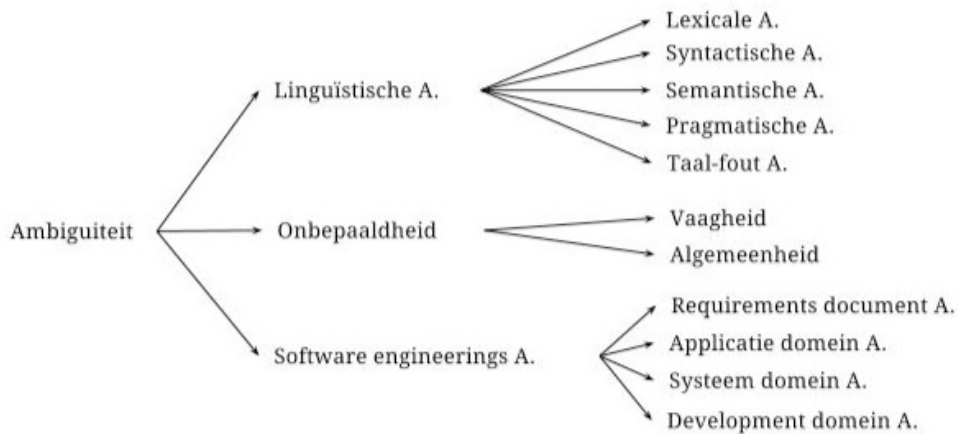 Ambiguiteit
Linguïstische A.
Lexicale A.
Syntactische A.
Semantische A.
Pragmatische A.
Taal-fout A.
Onbepaaldheid
Vaagheid
Algemeenheid
Software engineerings A.
Requirements document A.
Applicatie domein A.
Systeem domein A.
Development domein A.